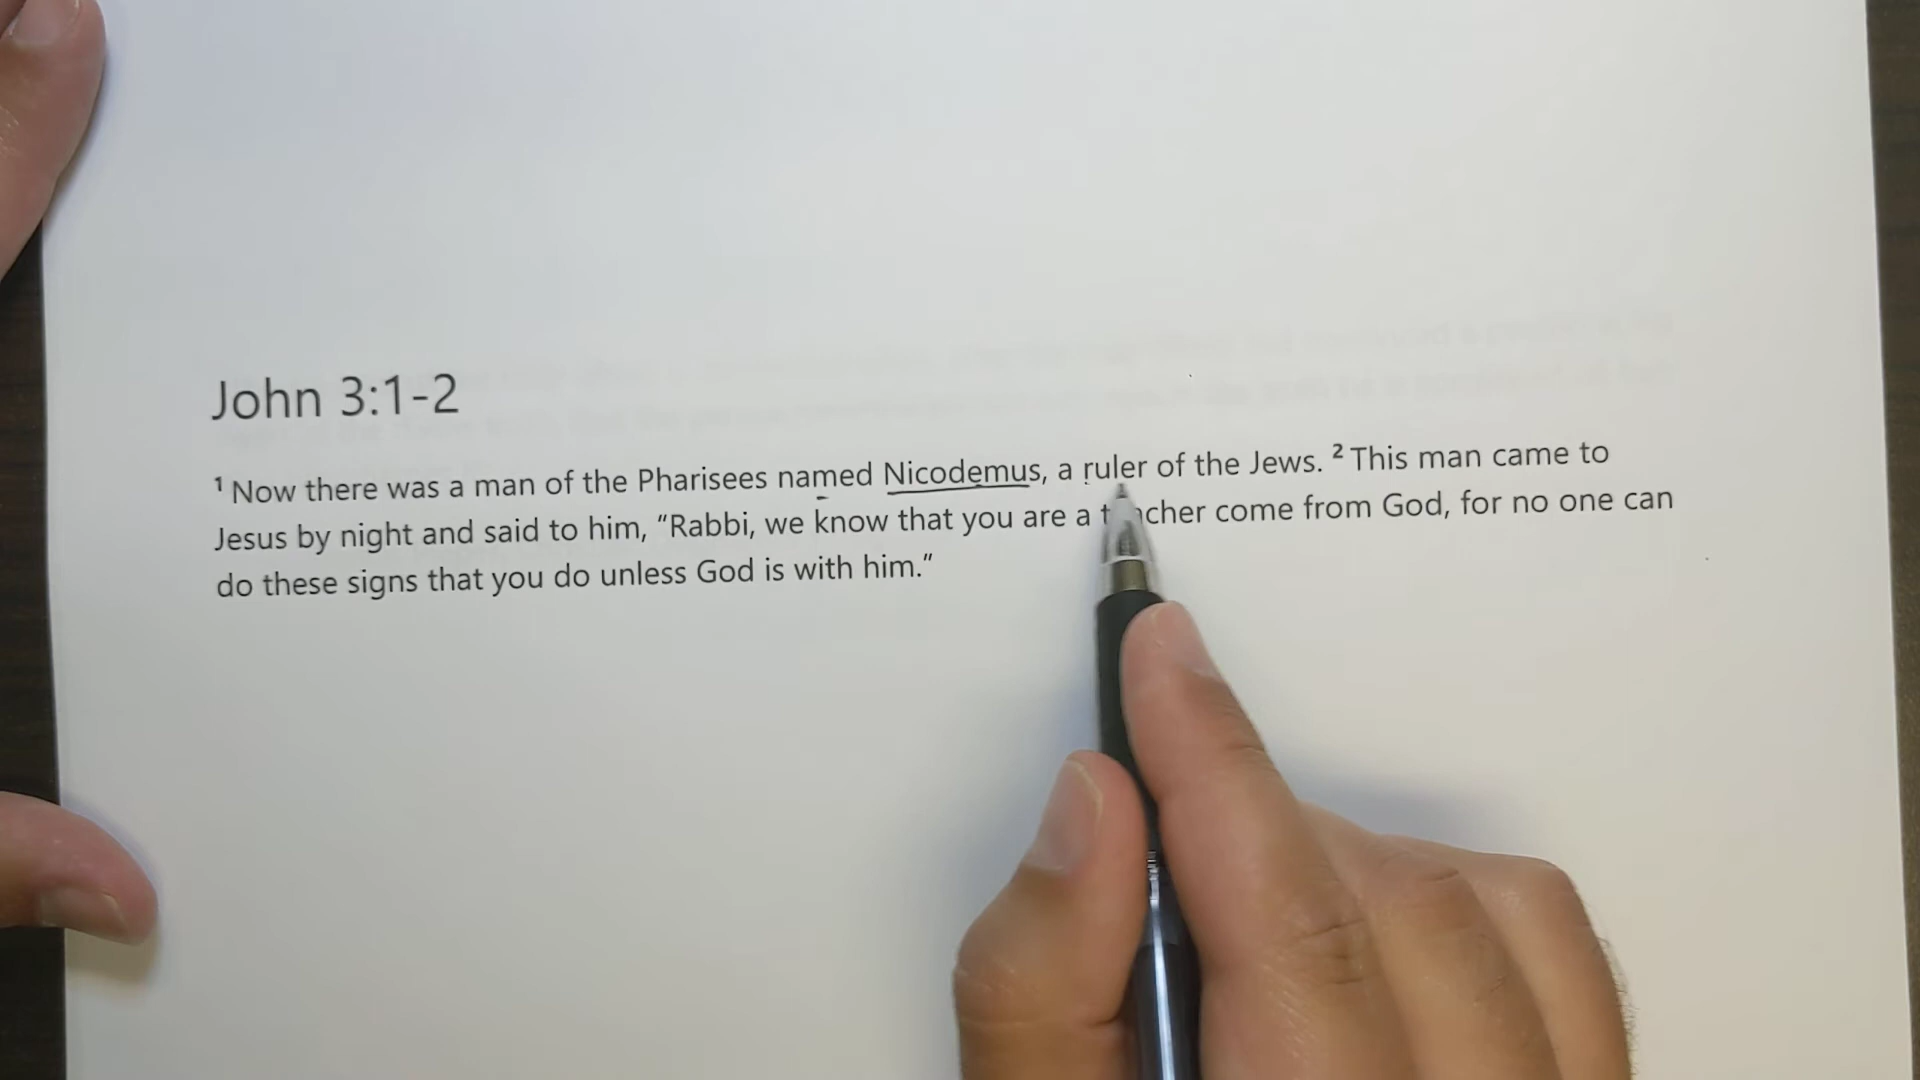 John 3:1-2
¹ Now there was a man of the Pharisees named Nicodemus, a ruler of the Jews. ² This man came to
Jesus by night and said to him, “Rabbi, we know that you are a teacher come from God, for no one can
do these signs that you do unless God is with him.”